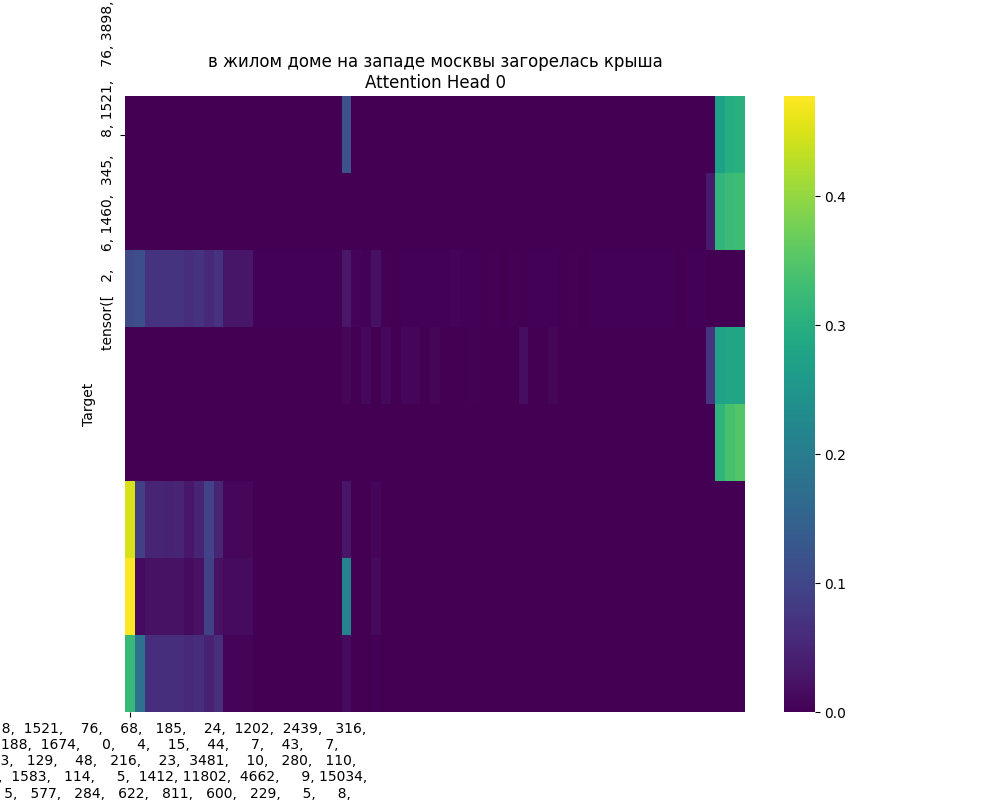 в жилом доме на западе москвы загорелась крыша
Attention Head 0
tensor([ 2, 6, 1460, 345, 8, 1521, 76, 3898,
Target
0.4
0.3
0.2
0.1
0.0
8, 1521, 76, 68, 185, 24, 1202, 2439, 316,
188, 1674, 0, 4, 15, 44, 7, 43, 7,
3, 129, 48, 216, 23, 3481, 10, 280, 110,
, 1583, 114, 5, 1412, 11802, 4662, 9, 15034,
5, 577, 284, 622, 811, 600, 229, 5, 8,